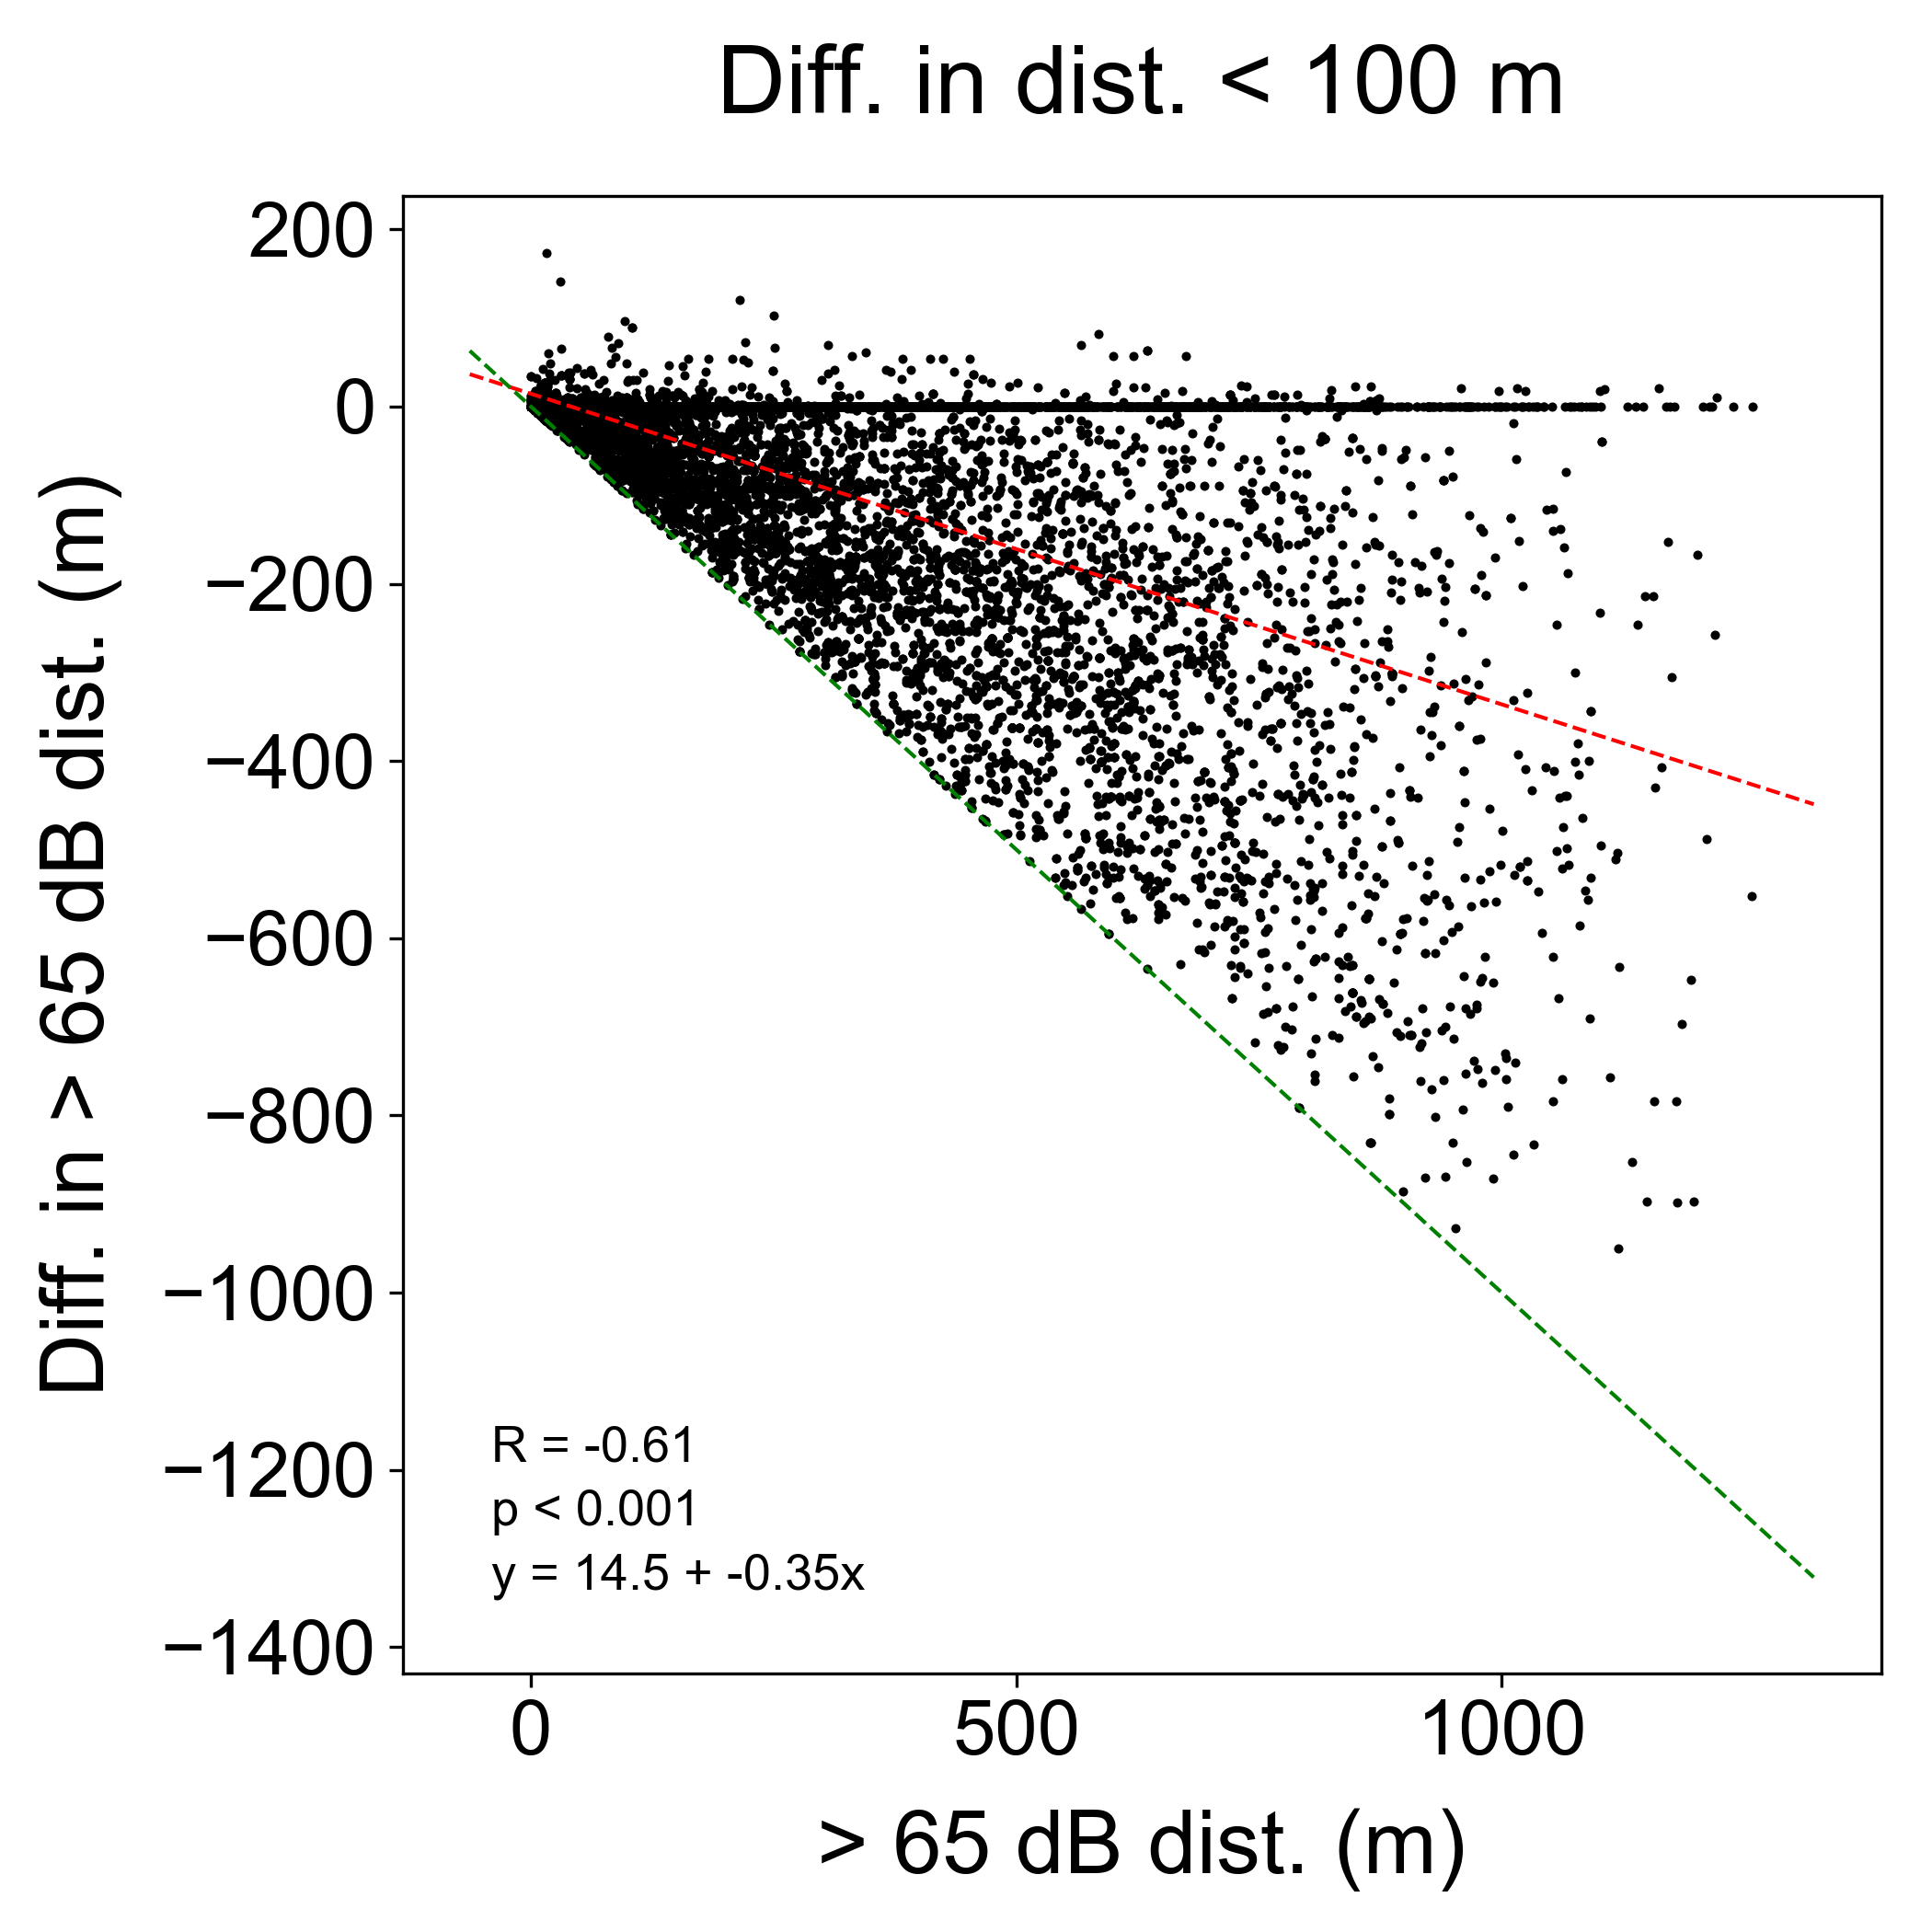 Diff. in dist. < 100 m
Diff. in > 65 dB dist. (m)
200
0
−200
−400
−600
−800
−1000
−1200
−1400
R = -0.61
p < 0.001
y = 14.5 + -0.35x
0 500 1000
> 65 dB dist. (m)